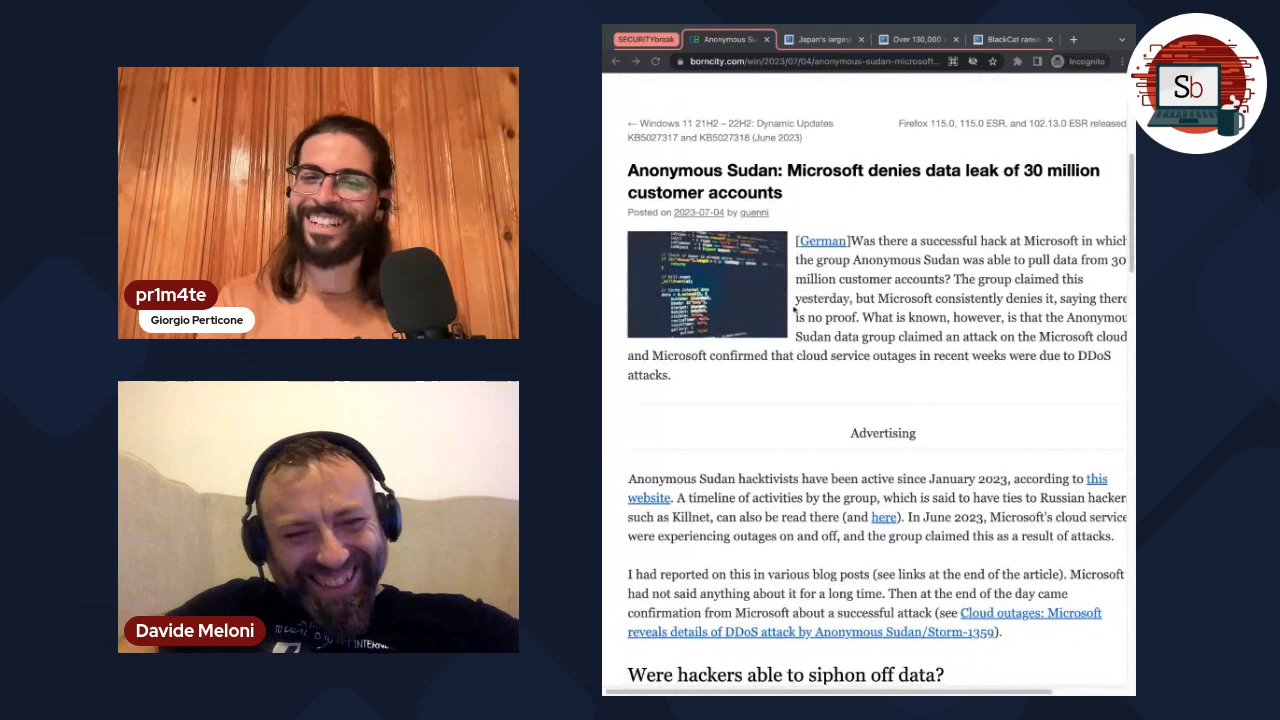 pr1m4te
Giorgio Perticone
Davide Meloni
SECURITYbreak
Anonymous Su
Japan's largest
Over 130,000
BlackCat ranso
borncity.com/win/2023/07/04/anonymous-sudan-microsoft...
Incognito
Sb
← Windows 11 21H2 – 22H2: Dynamic Updates
KB5027317 and KB5027318 (June 2023)
Firefox 115.0, 115.0 ESR, and 102.13.0 ESR released
Anonymous Sudan: Microsoft denies data leak of 30 million
customer accounts
Posted on 2023-07-04 by guenni
[German]Was there a successful hack at Microsoft in which
the group Anonymous Sudan was able to pull data from 30
million customer accounts? The group claimed this
yesterday, but Microsoft consistently denies it, saying there
is no proof. What is known, however, is that the Anonymou
Sudan data group claimed an attack on the Microsoft cloud
and Microsoft confirmed that cloud service outages in recent weeks were due to DDoS
attacks.
Advertising
Anonymous Sudan hacktivists have been active since January 2023, according to this
website. A timeline of activities by the group, which is said to have ties to Russian hacker
such as Killnet, can also be read there (and here). In June 2023, Microsoft's cloud service
were experiencing outages on and off, and the group claimed this as a result of attacks.
I had reported on this in various blog posts (see links at the end of the article). Microsoft
had not said anything about it for a long time. Then at the end of the day came
confirmation from Microsoft about a successful attack (see Cloud outages: Microsoft
reveals details of DDoS attack by Anonymous Sudan/Storm-1359).
Were hackers able to siphon off data?